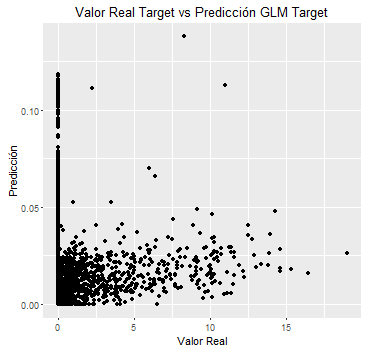 Valor Real Target vs Predicción GLM Target
Predicción
0.10
0.05
0.00
0
5
10
15
Valor Real